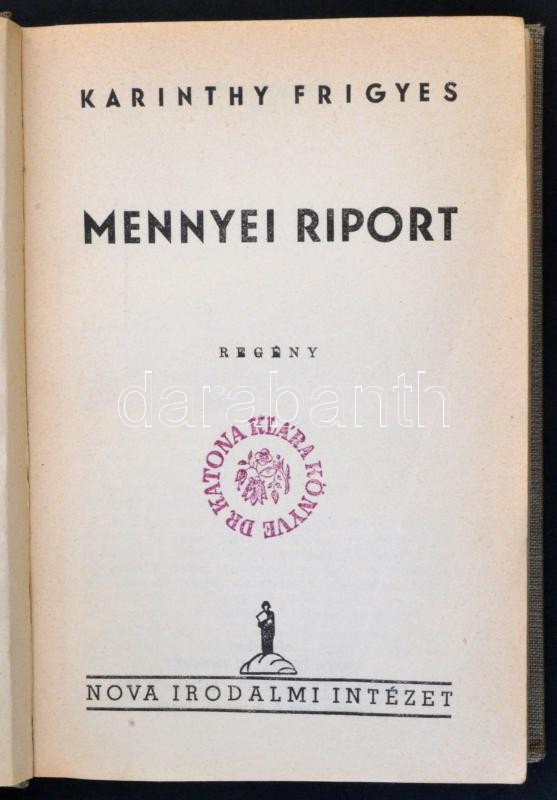 KARINTHY FRIGYES
MENNYEI RIPORT
REGÉNY
darabanth
DR KATONA KLÁRA KÖNYVE
NOVA IRODALMI INTÉZET